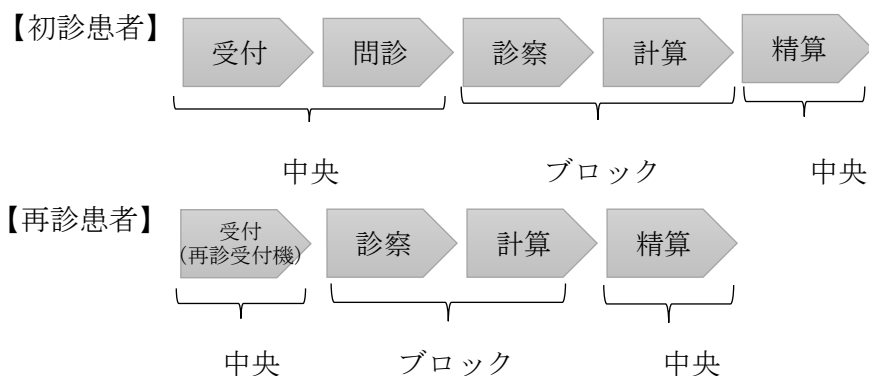 【初診患者】
受付 問診 診察 計算 精算
中央 ブロック 中央
【再診患者】
受付
(再診受付機)
診察 計算 精算
中央 ブロック 中央